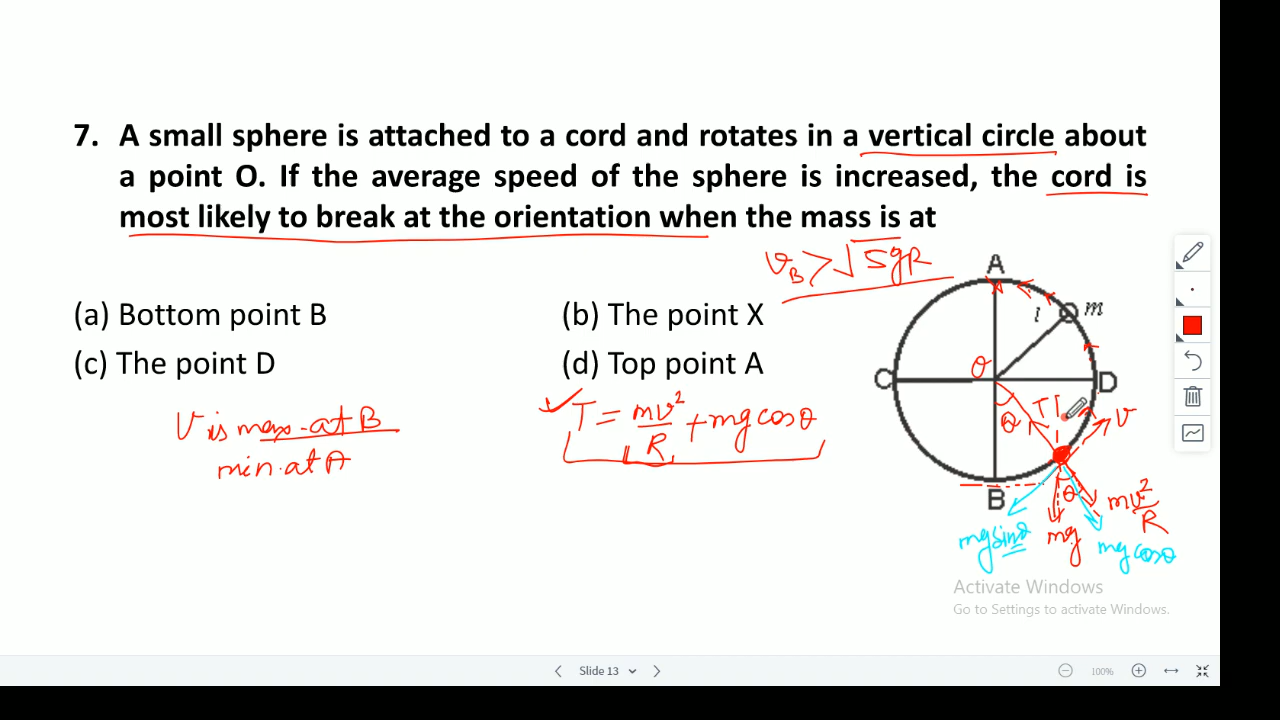 7. A small sphere is attached to a cord and rotates in a vertical circle about
a point O. If the average speed of the sphere is increased, the cord is
most likely to break at the orientation when the mass is at
v_B > √5gR
A
(a) Bottom point B
(b) The point X
l
m
(c) The point D
(d) Top point A
O
C
D
v is max. at B
min. at A
T = mv²/R + mg cosθ
θ
T
v
B
θ
mv²/R
mg sinθ
mg
mg cosθ
Activate Windows
Go to Settings to activate Windows.
Slide 13
100%